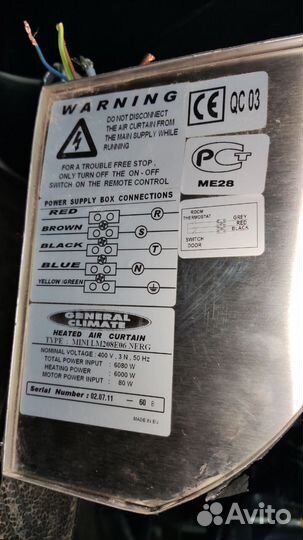 WARNING
DO NOT DISCONNECT
THE AIR CURTAIN FROM
THE MAIN SUPPLY WHILE
RUNNING
FOR A TROUBLE FREE STOP,
ONLY TURN OFF THE ON - OFF
SWITCH ON THE REMOTE CONTROL
POWER SUPPLY BOX CONNECTIONS
RED R
BROWN S
BLACK T
BLUE N
YELLOW/GREEN
CE QC 03
РСТ
ME28
ROOM
THERMOSTAT
GREY
RED
BLACK
SWITCH
DOOR
GENERAL
CLIMATE
HEATED AIR CURTAIN
TYPE : MINI LM208E06 NERG
NOMINAL VOLTAGE : 400 V, 3 N, 50 Hz
TOTAL POWER INPUT : 6080 W
HEATING POWER : 6000 W
MOTOR POWER INPUT : 80 W
Serial Number : 02.07.11 - 60 E
MADE IN EU
Avito